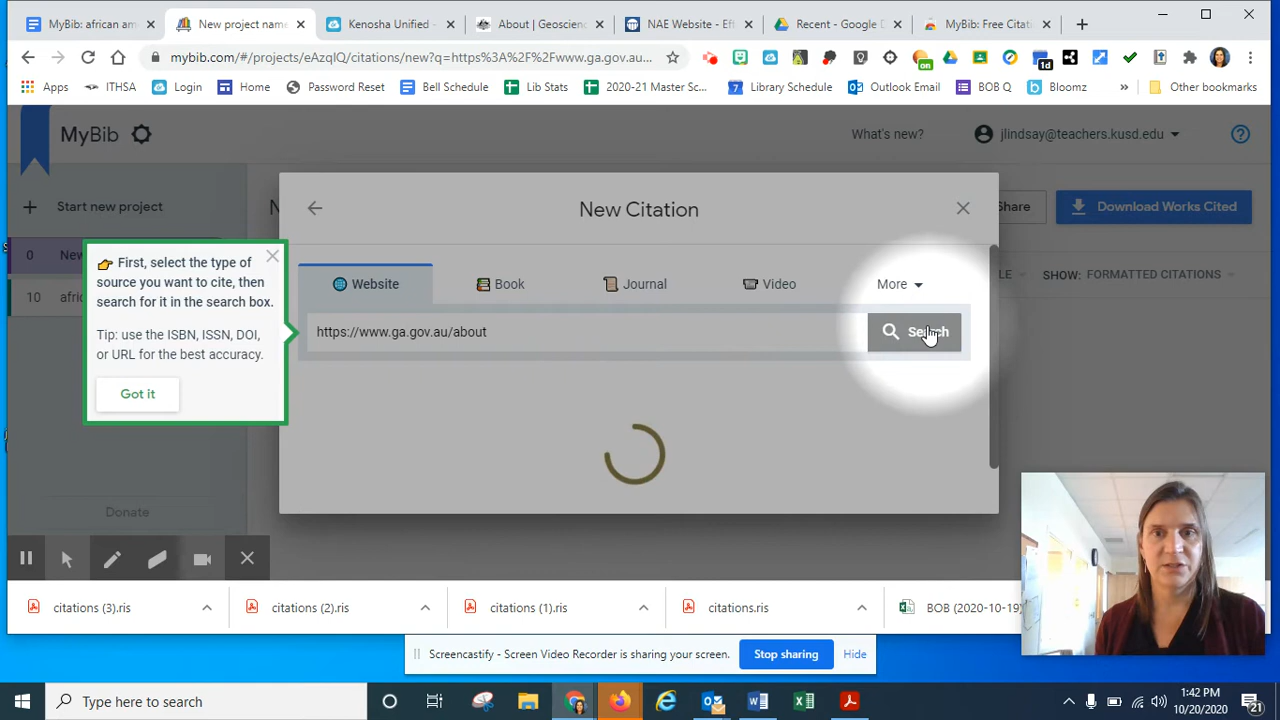 MyBib: african am
New project name
Kenosha Unified -
About | Geoscienc
NAE Website - Eff
Recent - Google D
MyBib: Free Citati
mybib.com/#/projects/eAzqlQ/citations/new?q=https%3A%2F%2Fwww.ga.gov.au...
on
1d
Apps
ITHSA
Login
Home
Password Reset
Bell Schedule
Lib Stats
2020-21 Master Sc...
Library Schedule
Outlook Email
BOB Q
Bloomz
»
Other bookmarks
MyBib
What's new?
jlindsay@teachers.kusd.edu
Start new project
New Citation
Share
Download Works Cited
0 New
10 afric
SHOW: FORMATTED CITATIONS
First, select the type of
source you want to cite, then
search for it in the search box.
Tip: use the ISBN, ISSN, DOI,
or URL for the best accuracy.
Got it
Website
Book
Journal
Video
More
https://www.ga.gov.au/about
Search
Donate
citations (3).ris
citations (2).ris
citations (1).ris
citations.ris
BOB (2020-10-19)
Screencastify - Screen Video Recorder is sharing your screen.
Stop sharing
Hide
Type here to search
1:42 PM
10/20/2020
21